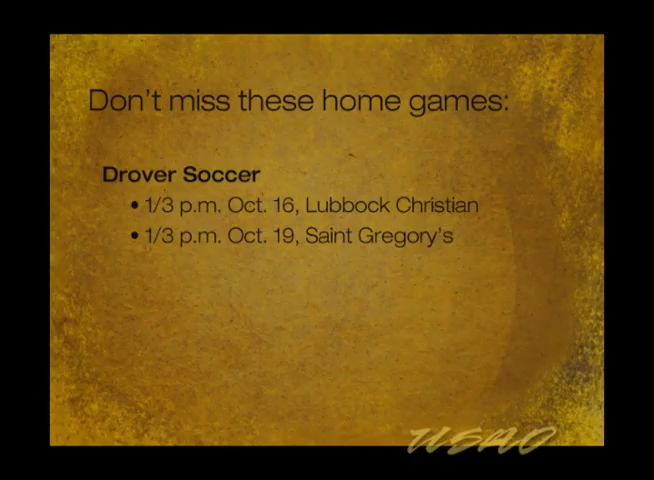 Don't miss these home games:
Drover Soccer
• 1/3 p.m. Oct. 16, Lubbock Christian
• 1/3 p.m. Oct. 19, Saint Gregory's
USAO